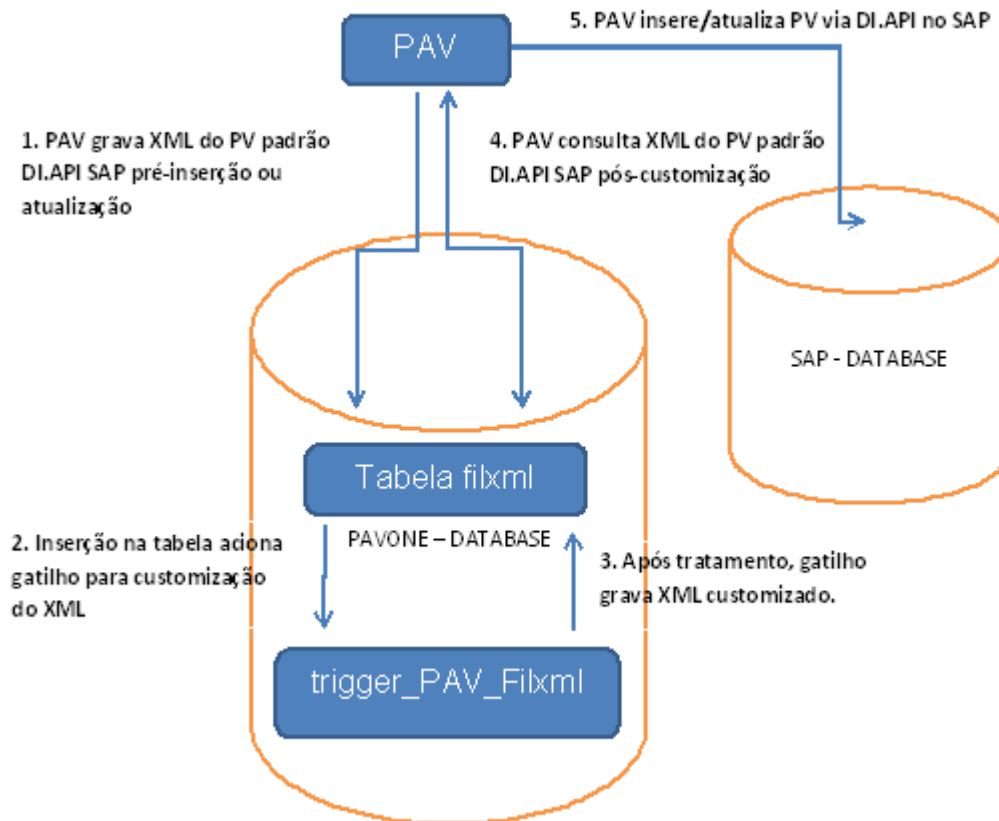 5. PAV insere/atualiza PV via DI.API no SAP
PAV
1. PAV grava XML do PV padrão
DI.API SAP pré-inserção ou
atualização
4. PAV consulta XML do PV padrão
DI.API SAP pós-customização
SAP - DATABASE
Tabela filxml
2. Inserção na tabela aciona
gatilho para customização
do XML
PAVONE – DATABASE
3. Após tratamento, gatilho
grava XML customizado.
trigger_PAV_Filxml